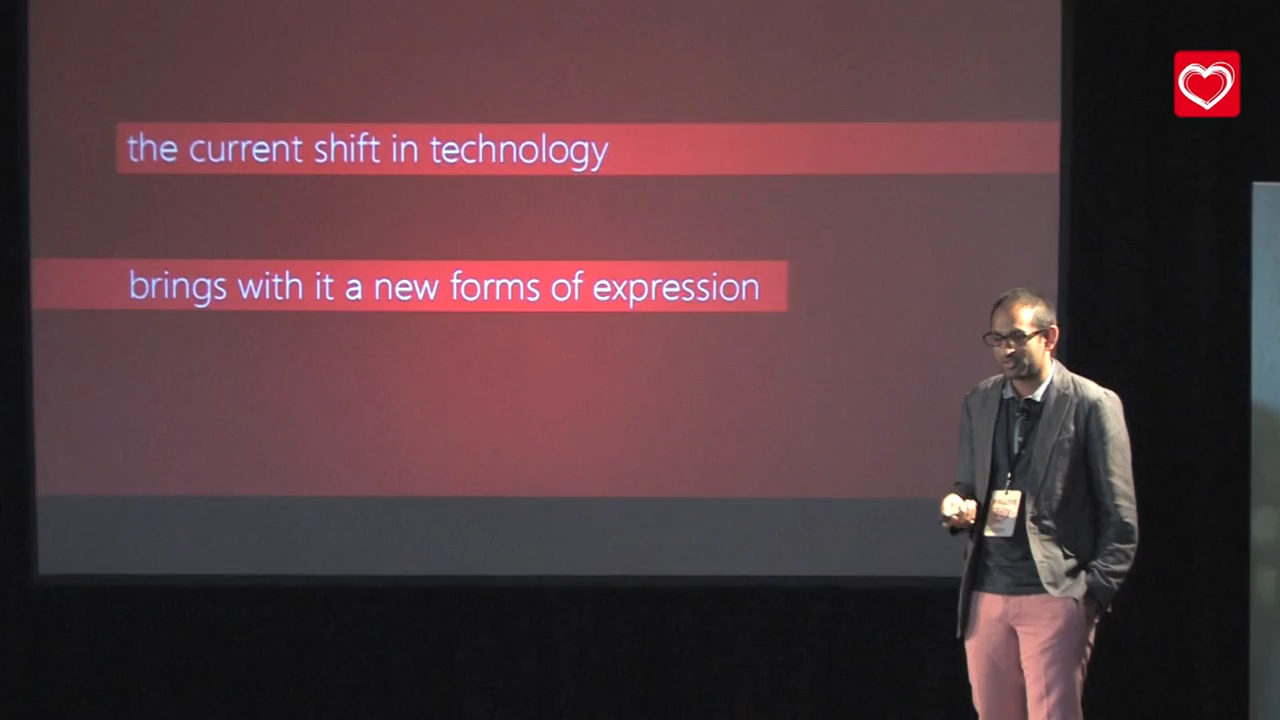 the current shift in technology
brings with it a new forms of expression